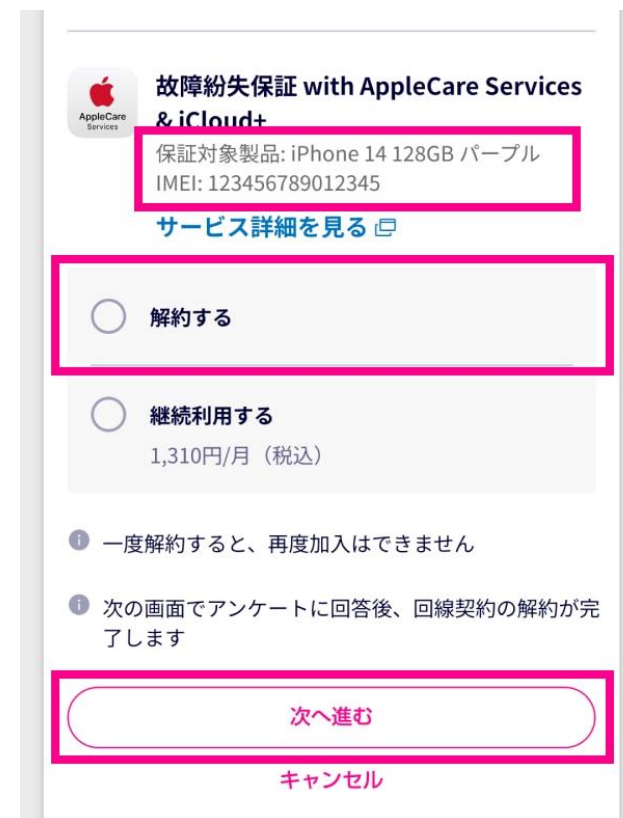 故障紛失保証 with AppleCare Services
& iCloud+
AppleCare
Services
保証対象製品: iPhone 14 128GB パープル
IMEI: 123456789012345
サービス詳細を見る
解約する
継続利用する
1,310円/月（税込）
一度解約すると、再度加入はできません
次の画面でアンケートに回答後、回線契約の解約が完
了します
次へ進む
キャンセル